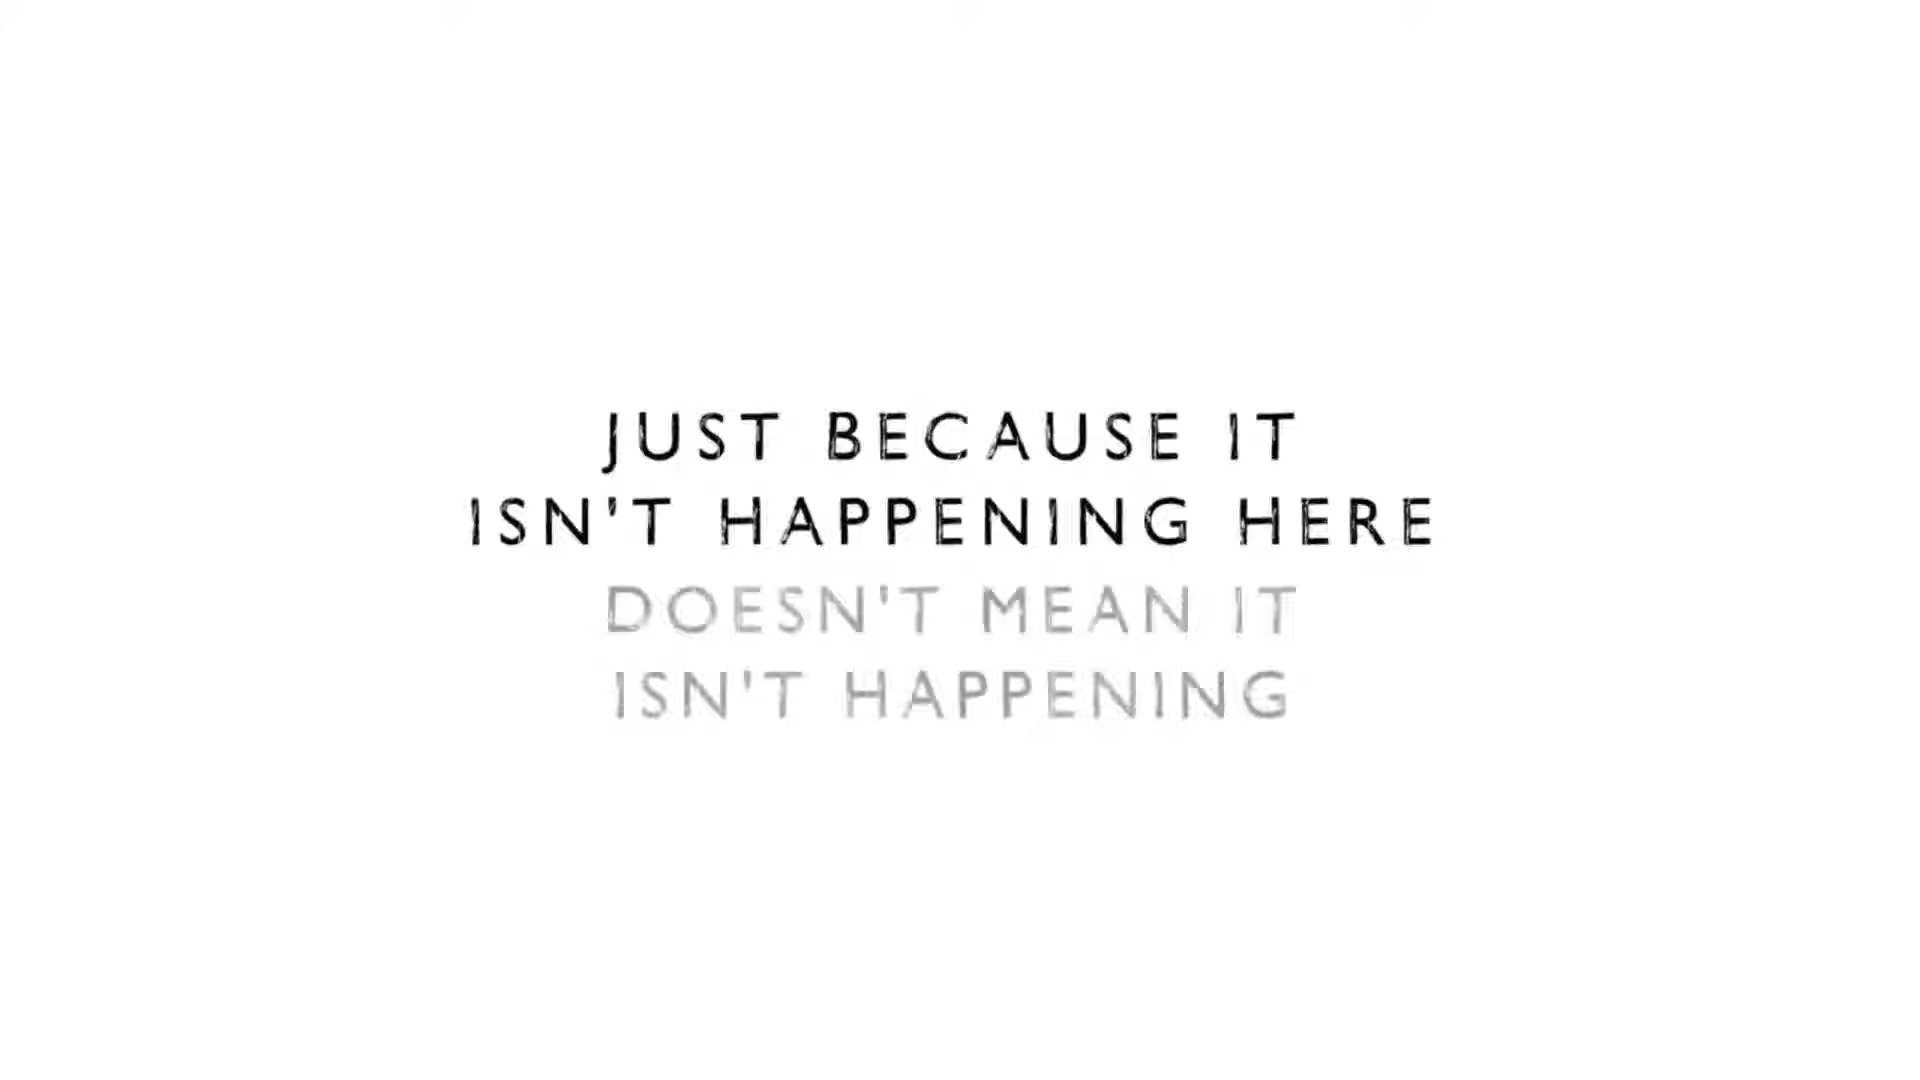 JUST BECAUSE IT
ISN'T HAPPENING HERE
DOESN'T MEAN IT
ISN'T HAPPENING